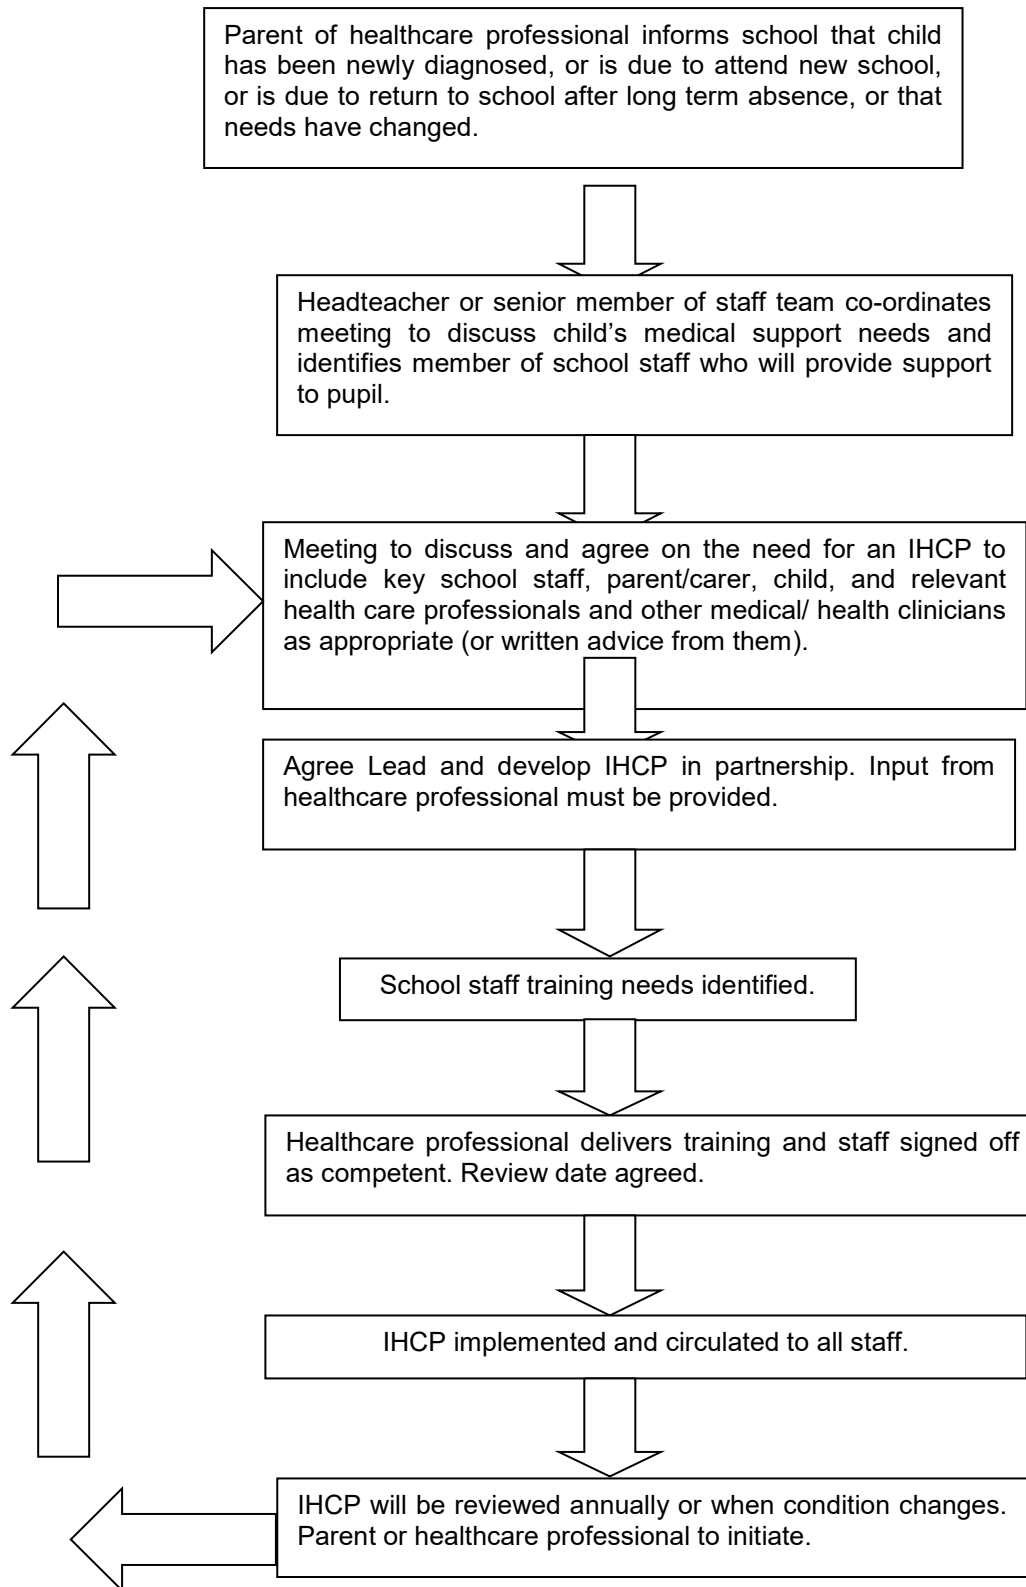 Parent of healthcare professional informs school that child
has been newly diagnosed, or is due to attend new school,
or is due to return to school after long term absence, or that
needs have changed.
Headteacher or senior member of staff team co-ordinates
meeting to discuss child’s medical support needs and
identifies member of school staff who will provide support
to pupil.
Meeting to discuss and agree on the need for an IHCP to
include key school staff, parent/carer, child, and relevant
health care professionals and other medical/ health clinicians
as appropriate (or written advice from them).
Agree Lead and develop IHCP in partnership. Input from
healthcare professional must be provided.
School staff training needs identified.
Healthcare professional delivers training and staff signed off
as competent. Review date agreed.
IHCP implemented and circulated to all staff.
IHCP will be reviewed annually or when condition changes.
Parent or healthcare professional to initiate.